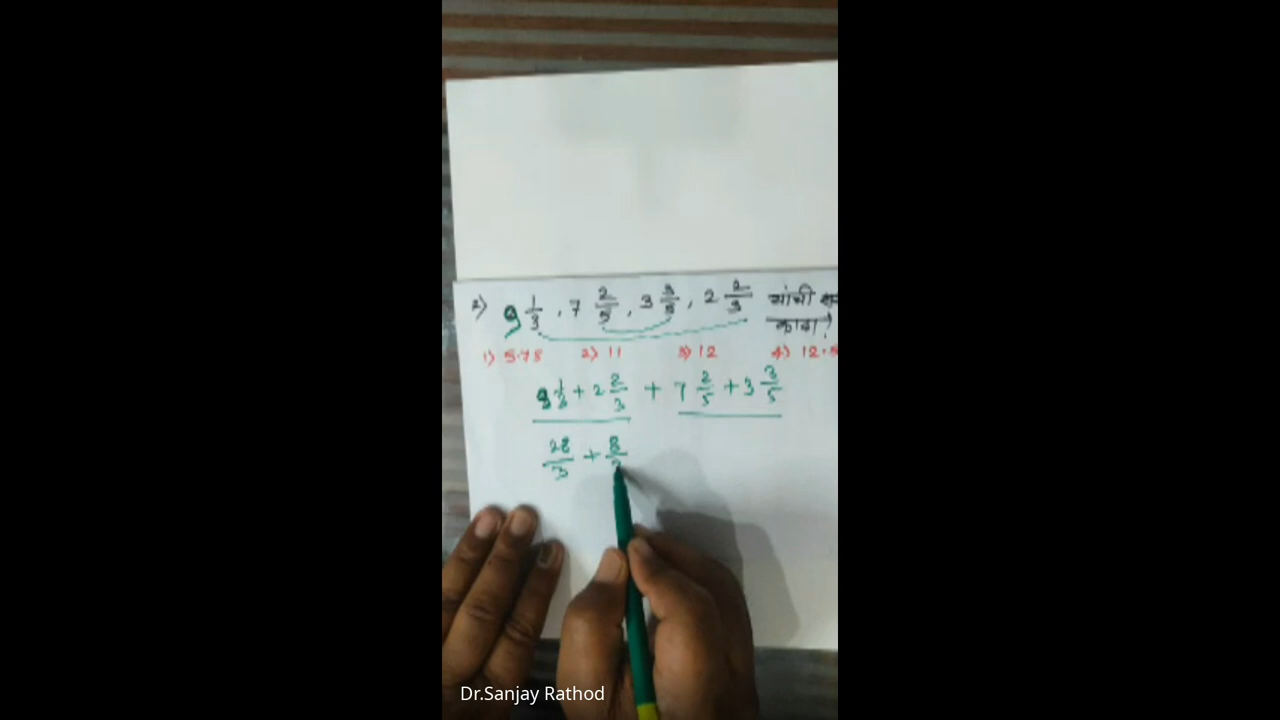 2) 9 1/3 , 7 2/5 , 3 3/5 , 2 2/3 यांची
काढा?
1) 5.75 2) 11 3) 12 4) 12.5
9 1/3 + 2 2/3 + 7 2/5 + 3 3/5
28/3 + 8/
Dr.Sanjay Rathod